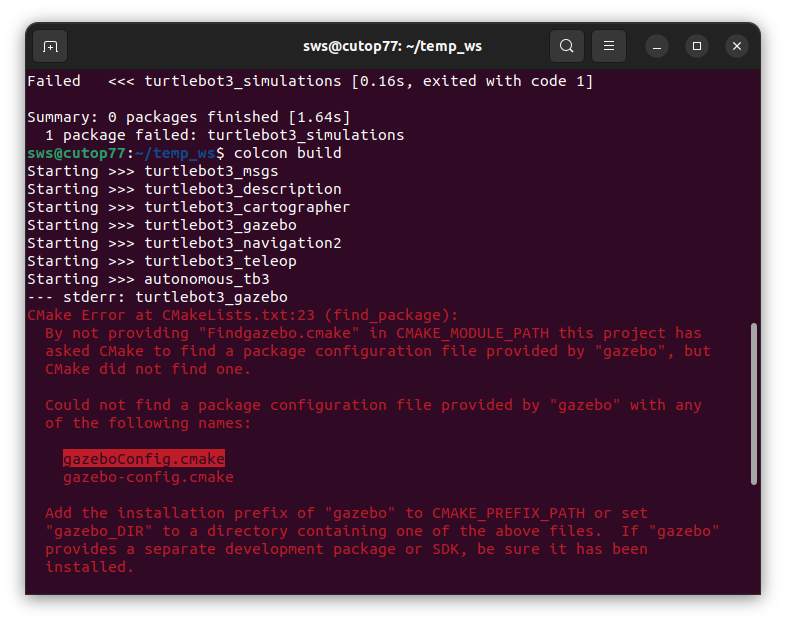 sws@cutop77: ~/temp_ws
Failed   <<< turtlebot3_simulations [0.16s, exited with code 1]
Summary: 0 packages finished [1.64s]
  1 package failed: turtlebot3_simulations
sws@cutop77:~/temp_ws$ colcon build
Starting >>> turtlebot3_msgs
Starting >>> turtlebot3_description
Starting >>> turtlebot3_cartographer
Starting >>> turtlebot3_gazebo
Starting >>> turtlebot3_navigation2
Starting >>> turtlebot3_teleop
Starting >>> autonomous_tb3
--- stderr: turtlebot3_gazebo
CMake Error at CMakeLists.txt:23 (find_package):
  By not providing "Findgazebo.cmake" in CMAKE_MODULE_PATH this project has
  asked CMake to find a package configuration file provided by "gazebo", but
  CMake did not find one.
  Could not find a package configuration file provided by "gazebo" with any
  of the following names:
    gazeboConfig.cmake
    gazebo-config.cmake
  Add the installation prefix of "gazebo" to CMAKE_PREFIX_PATH or set
  "gazebo_DIR" to a directory containing one of the above files.  If "gazebo"
  provides a separate development package or SDK, be sure it has been
  installed.